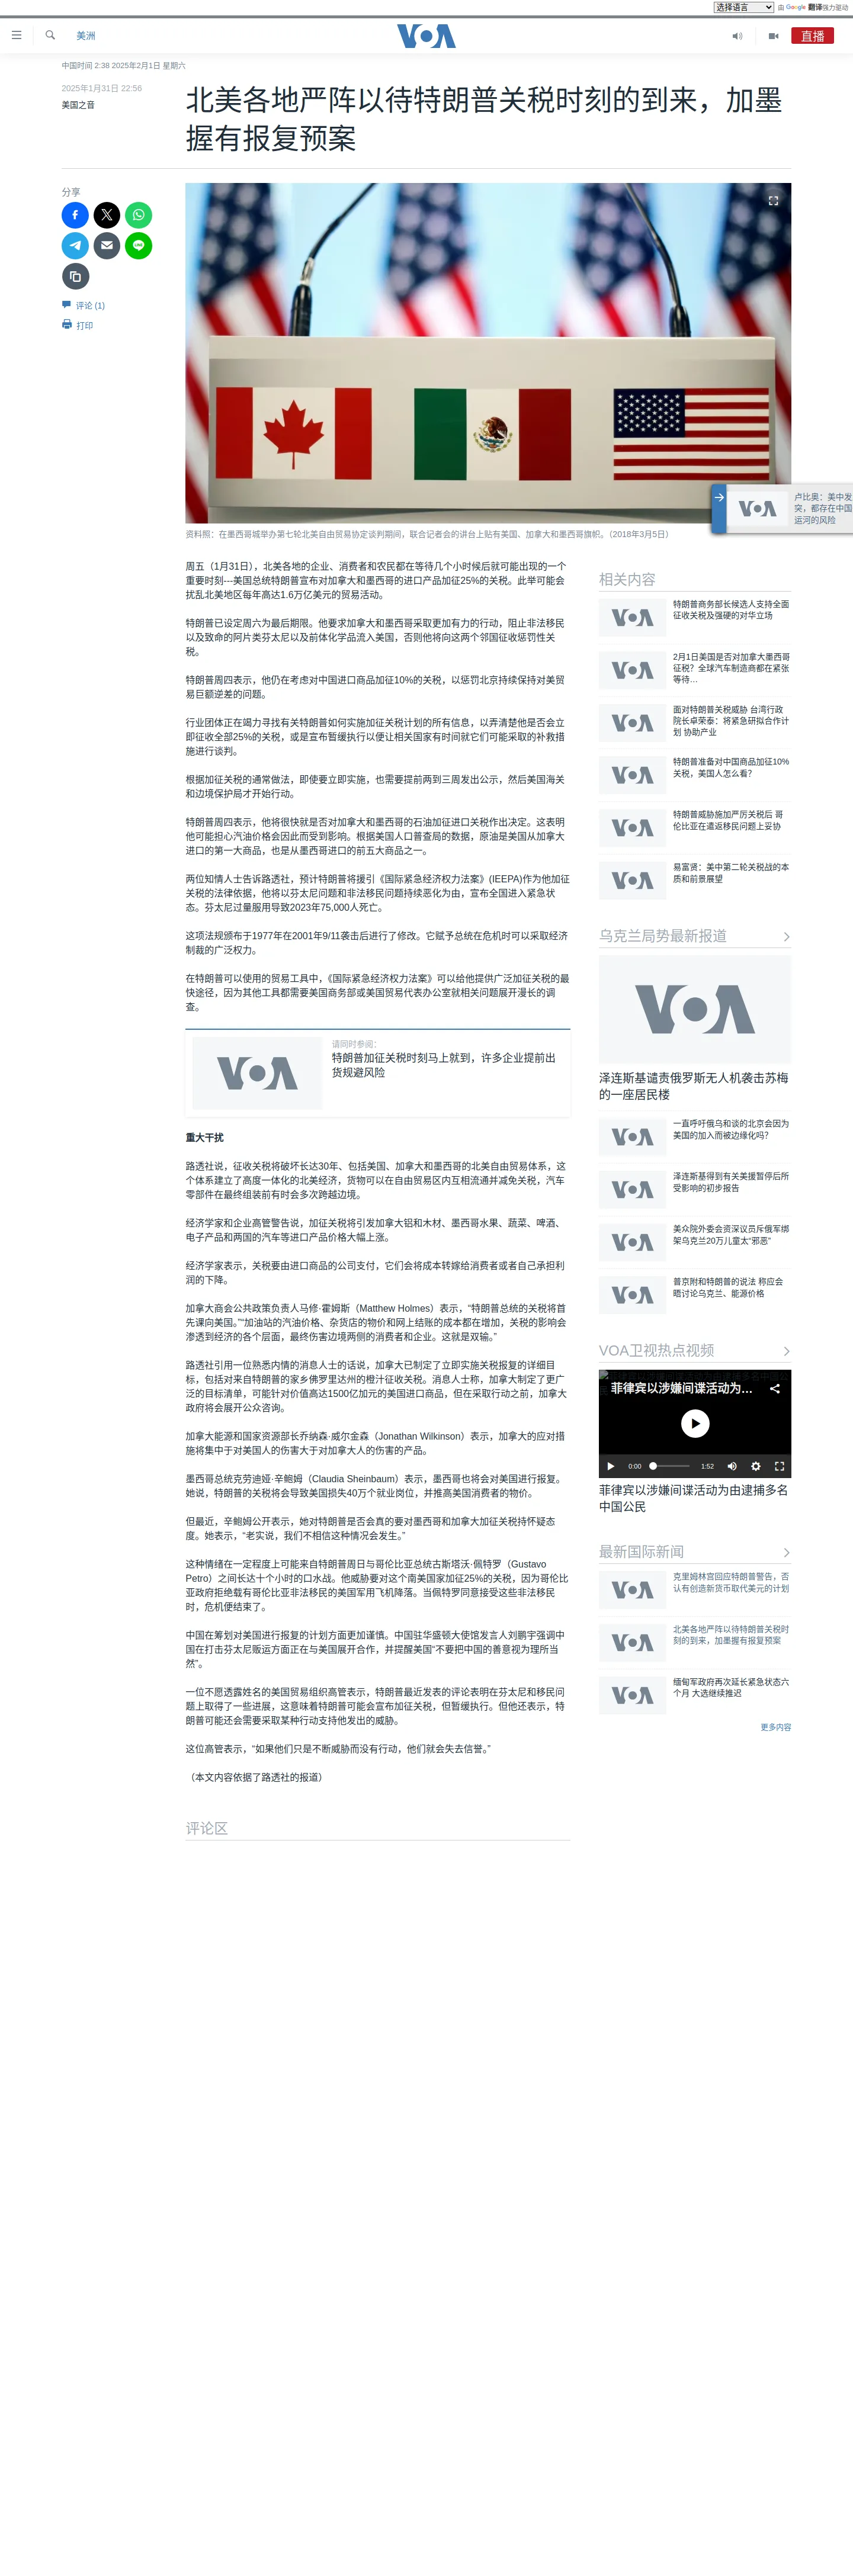 选择语言
由 Google 翻译强力驱动
美洲
VOA
直播
中国时间 2:38 2025年2月1日 星期六
2025年1月31日 22:56
美国之音
北美各地严阵以待特朗普关税时刻的到来，加墨
握有报复预案
分享
评论 (1)
打印
资料照：在墨西哥城举办第七轮北美自由贸易协定谈判期间，联合记者会的讲台上贴有美国、加拿大和墨西哥旗帜。（2018年3月5日）
卢比奥：美中发
突，都存在中国
运河的风险
周五（1月31日），北美各地的企业、消费者和农民都在等待几个小时候后就可能出现的一个
重要时刻---美国总统特朗普宣布对加拿大和墨西哥的进口产品加征25%的关税。此举可能会
扰乱北美地区每年高达1.6万亿美元的贸易活动。
特朗普已设定周六为最后期限。他要求加拿大和墨西哥采取更加有力的行动，阻止非法移民
以及致命的阿片类芬太尼以及前体化学品流入美国，否则他将向这两个邻国征收惩罚性关
税。
特朗普周四表示，他仍在考虑对中国进口商品加征10%的关税，以惩罚北京持续保持对美贸
易巨额逆差的问题。
行业团体正在竭力寻找有关特朗普如何实施加征关税计划的所有信息，以弄清楚他是否会立
即征收全部25%的关税，或是宣布暂缓执行以便让相关国家有时间就它们可能采取的补救措
施进行谈判。
根据加征关税的通常做法，即使要立即实施，也需要提前两到三周发出公示，然后美国海关
和边境保护局才开始行动。
特朗普周四表示，他将很快就是否对加拿大和墨西哥的石油加征进口关税作出决定。这表明
他可能担心汽油价格会因此而受到影响。根据美国人口普查局的数据，原油是美国从加拿大
进口的第一大商品，也是从墨西哥进口的前五大商品之一。
两位知情人士告诉路透社，预计特朗普将援引《国际紧急经济权力法案》(IEEPA)作为他加征
关税的法律依据，他将以芬太尼问题和非法移民问题持续恶化为由，宣布全国进入紧急状
态。芬太尼过量服用导致2023年75,000人死亡。
这项法规颁布于1977年在2001年9/11袭击后进行了修改。它赋予总统在危机时可以采取经济
制裁的广泛权力。
在特朗普可以使用的贸易工具中，《国际紧急经济权力法案》可以给他提供广泛加征关税的最
快途径，因为其他工具都需要美国商务部或美国贸易代表办公室就相关问题展开漫长的调
查。
VOA
请同时参阅：
特朗普加征关税时刻马上就到，许多企业提前出
货规避风险
重大干扰
路透社说，征收关税将破坏长达30年、包括美国、加拿大和墨西哥的北美自由贸易体系，这
个体系建立了高度一体化的北美经济，货物可以在自由贸易区内互相流通并减免关税，汽车
零部件在最终组装前有时会多次跨越边境。
经济学家和企业高管警告说，加征关税将引发加拿大铝和木材、墨西哥水果、蔬菜、啤酒、
电子产品和两国的汽车等进口产品价格大幅上涨。
经济学家表示，关税要由进口商品的公司支付，它们会将成本转嫁给消费者或者自己承担利
润的下降。
加拿大商会公共政策负责人马修·霍姆斯（Matthew Holmes）表示，“特朗普总统的关税将首
先课向美国。”“加油站的汽油价格、杂货店的物价和网上结账的成本都在增加，关税的影响会
渗透到经济的各个层面，最终伤害边境两侧的消费者和企业。这就是双输。”
路透社引用一位熟悉内情的消息人士的话说，加拿大已制定了立即实施关税报复的详细目
标，包括对来自特朗普的家乡佛罗里达州的橙汁征收关税。消息人士称，加拿大制定了更广
泛的目标清单，可能针对价值高达1500亿加元的美国进口商品，但在采取行动之前，加拿大
政府将会展开公众咨询。
加拿大能源和国家资源部长乔纳森·威尔金森（Jonathan Wilkinson）表示，加拿大的应对措
施将集中于对美国人的伤害大于对加拿大人的伤害的产品。
墨西哥总统克劳迪娅·辛鲍姆（Claudia Sheinbaum）表示，墨西哥也将会对美国进行报复。
她说，特朗普的关税将会导致美国损失40万个就业岗位，并推高美国消费者的物价。
但最近，辛鲍姆公开表示，她对特朗普是否会真的要对墨西哥和加拿大加征关税持怀疑态
度。她表示，“老实说，我们不相信这种情况会发生。”
这种情绪在一定程度上可能来自特朗普周日与哥伦比亚总统古斯塔沃·佩特罗（Gustavo
Petro）之间长达十个小时的口水战。他威胁要对这个南美国家加征25%的关税，因为哥伦比
亚政府拒绝载有哥伦比亚非法移民的美国军用飞机降落。当佩特罗同意接受这些非法移民
时，危机便结束了。
中国在筹划对美国进行报复的计划方面更加谨慎。中国驻华盛顿大使馆发言人刘鹏宇强调中
国在打击芬太尼贩运方面正在与美国展开合作，并提醒美国“不要把中国的善意视为理所当
然”。
一位不愿透露姓名的美国贸易组织高管表示，特朗普最近发表的评论表明在芬太尼和移民问
题上取得了一些进展，这意味着特朗普可能会宣布加征关税，但暂缓执行。但他还表示，特
朗普可能还会需要采取某种行动支持他发出的威胁。
这位高管表示，“如果他们只是不断威胁而没有行动，他们就会失去信誉。”
（本文内容依据了路透社的报道）
评论区
相关内容
特朗普商务部长候选人支持全面
征收关税及强硬的对华立场
2月1日美国是否对加拿大墨西哥
征税？全球汽车制造商都在紧张
等待…
面对特朗普关税威胁 台湾行政
院长卓荣泰：将紧急研拟合作计
划 协助产业
特朗普准备对中国商品加征10%
关税，美国人怎么看？
特朗普威胁施加严厉关税后 哥
伦比亚在遣返移民问题上妥协
易富贤：美中第二轮关税战的本
质和前景展望
乌克兰局势最新报道
VOA
泽连斯基谴责俄罗斯无人机袭击苏梅
的一座居民楼
一直呼吁俄乌和谈的北京会因为
美国的加入而被边缘化吗？
泽连斯基得到有关美援暂停后所
受影响的初步报告
美众院外委会资深议员斥俄军绑
架乌克兰20万儿童太“邪恶”
普京附和特朗普的说法 称应会
晤讨论乌克兰、能源价格
VOA卫视热点视频
菲律宾以涉嫌间谍活动为…
0:00
1:52
菲律宾以涉嫌间谍活动为由逮捕多名
中国公民
最新国际新闻
克里姆林宫回应特朗普警告，否
认有创造新货币取代美元的计划
北美各地严阵以待特朗普关税时
刻的到来，加墨握有报复预案
缅甸军政府再次延长紧急状态六
个月 大选继续推迟
更多内容